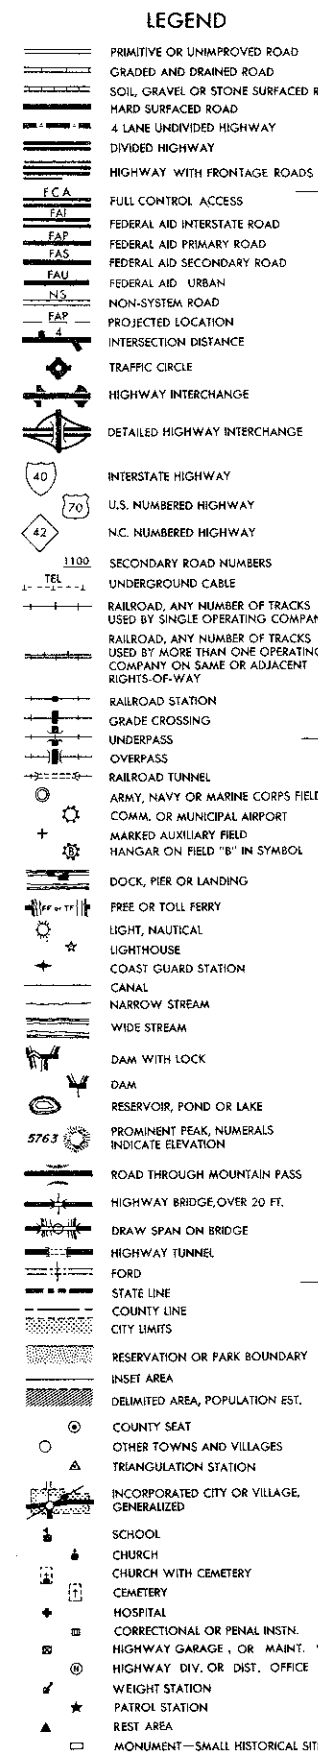 LEGEND
PRIMITIVE OR UNIMPROVED ROAD
GRADED AND DRAINED ROAD
SOIL, GRAVEL OR STONE SURFACED R
HARD SURFACED ROAD
4 LANE UNDIVIDED HIGHWAY
DIVIDED HIGHWAY
HIGHWAY WITH FRONTAGE ROADS
F C A FULL CONTROL ACCESS
FAI FEDERAL AID INTERSTATE ROAD
FAP FEDERAL AID PRIMARY ROAD
FAS FEDERAL AID SECONDARY ROAD
FAU FEDERAL AID URBAN
NS NON-SYSTEM ROAD
FAP PROJECTED LOCATION
4 INTERSECTION DISTANCE
TRAFFIC CIRCLE
HIGHWAY INTERCHANGE
DETAILED HIGHWAY INTERCHANGE
40 INTERSTATE HIGHWAY
70 U.S. NUMBERED HIGHWAY
42 N.C. NUMBERED HIGHWAY
1100 SECONDARY ROAD NUMBERS
TEL UNDERGROUND CABLE
RAILROAD, ANY NUMBER OF TRACKS
USED BY SINGLE OPERATING COMPAN
RAILROAD, ANY NUMBER OF TRACKS
USED BY MORE THAN ONE OPERATING
COMPANY ON SAME OR ADJACENT
RIGHTS-OF-WAY
RAILROAD STATION
GRADE CROSSING
UNDERPASS
OVERPASS
RAILROAD TUNNEL
ARMY, NAVY OR MARINE CORPS FIELD
COMM. OR MUNICIPAL AIRPORT
MARKED AUXILIARY FIELD
B HANGAR ON FIELD "B" IN SYMBOL
DOCK, PIER OR LANDING
FF or TF FREE OR TOLL FERRY
LIGHT, NAUTICAL
LIGHTHOUSE
COAST GUARD STATION
CANAL
NARROW STREAM
WIDE STREAM
DAM WITH LOCK
DAM
RESERVOIR, POND OR LAKE
5763 PROMINENT PEAK, NUMERALS
INDICATE ELEVATION
ROAD THROUGH MOUNTAIN PASS
HIGHWAY BRIDGE, OVER 20 FT.
DRAW SPAN ON BRIDGE
HIGHWAY TUNNEL
FORD
STATE LINE
COUNTY LINE
CITY LIMITS
RESERVATION OR PARK BOUNDARY
INSET AREA
DELIMITED AREA, POPULATION EST.
COUNTY SEAT
OTHER TOWNS AND VILLAGES
TRIANGULATION STATION
INCORPORATED CITY OR VILLAGE,
GENERALIZED
SCHOOL
CHURCH
CHURCH WITH CEMETERY
CEMETERY
HOSPITAL
CORRECTIONAL OR PENAL INSTN.
HIGHWAY GARAGE, OR MAINT.
HIGHWAY DIV. OR DIST. OFFICE
WEIGHT STATION
PATROL STATION
REST AREA
MONUMENT—SMALL HISTORICAL SIT